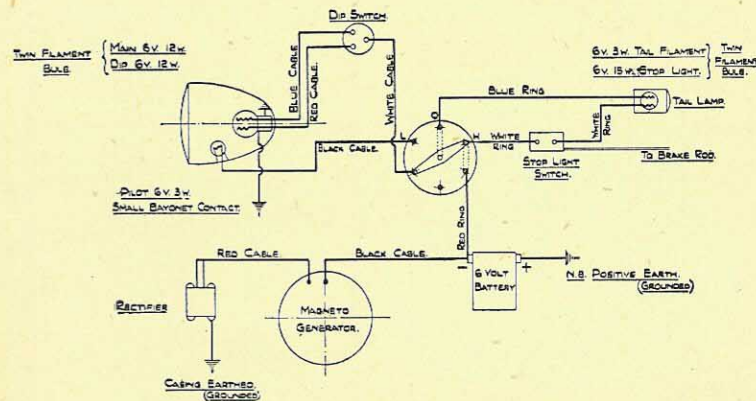 DIP SWITCH.
TWIN FILAMENT
BULB.
MAIN 6V. 12W.
DIP 6V. 12W.
6V. 3W. TAIL FILAMENT
6V. 15W. STOP LIGHT.
TWIN
FILAMENT
BULB.
BLUE CABLE
RED CABLE.
WHITE CABLE
BLUE RING
TAIL LAMP.
O
L
H
WHITE
RING
WHITE
RING
BLACK CABLE.
STOP LIGHT
SWITCH.
TO BRAKE ROD.
PILOT 6V. 3W.
SMALL BAYONET CONTACT.
RED RING
RED CABLE.
BLACK CABLE.
- +
6 VOLT
BATTERY
N.B. POSITIVE EARTH.
(GROUNDED)
RECTIFIER
MAGNETO
GENERATOR.
CASING EARTHED.
(GROUNDED)